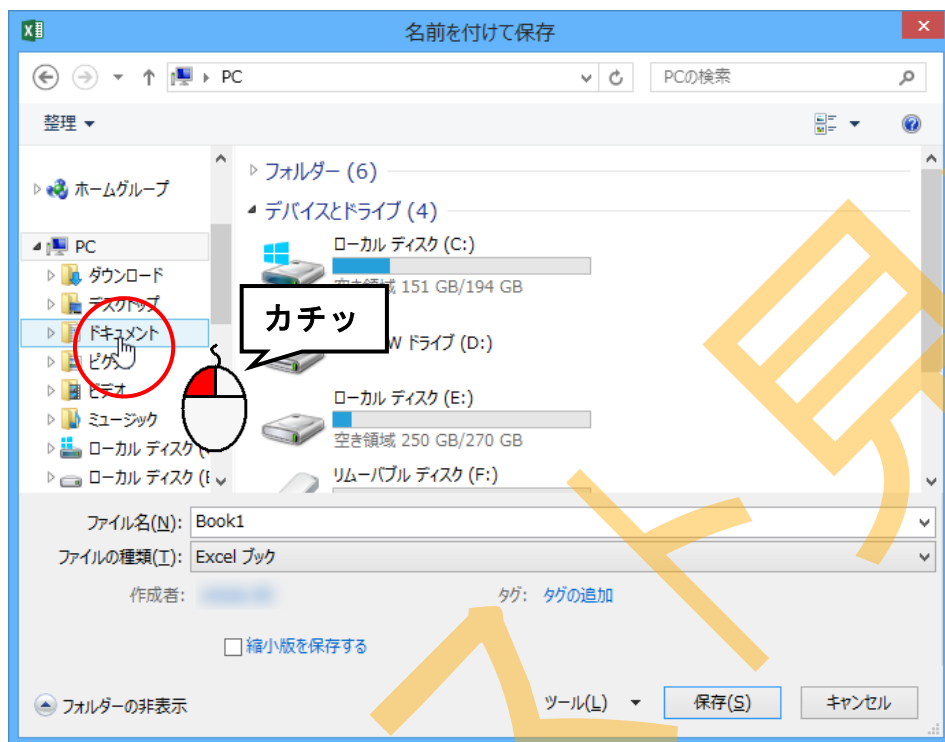 名前を付けて保存
PC
PCの検索
整理
ホームグループ
PC
ダウンロード
デスクトップ
ドキュメント
ビデオ
ミュージック
ローカル ディスク (
ローカル ディスク (E
フォルダー (6)
デバイスとドライブ (4)
ローカル ディスク (C:)
空き領域 151 GB/194 GB
カチッ
W ドライブ (D:)
ローカル ディスク (E:)
空き領域 250 GB/270 GB
リムーバブル ディスク (F:)
ファイル名(N): Book1
ファイルの種類(T): Excel ブック
作成者:
タグ: タグの追加
縮小版を保存する
フォルダーの非表示
ツール(L)
保存(S)
キャンセル